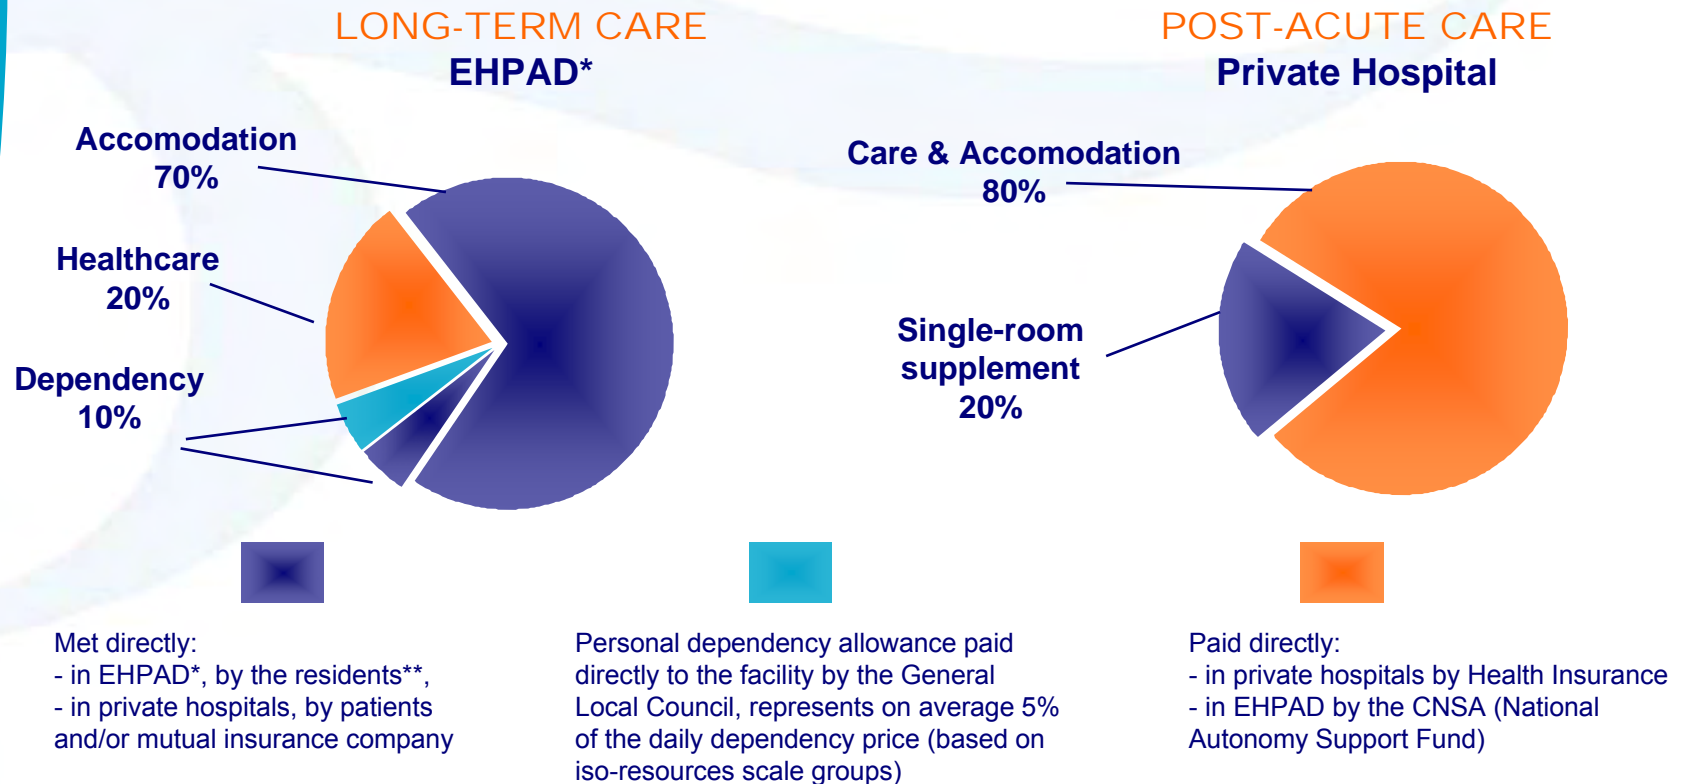 LONG-TERM CARE
EHPAD*
Accomodation
70%
Healthcare
20%
Dependency
10%
POST-ACUTE CARE
Private Hospital
Care & Accomodation
80%
Single-room
supplement
20%
Met directly:
- in EHPAD*, by the residents**,
- in private hospitals, by patients
and/or mutual insurance company
Personal dependency allowance paid
directly to the facility by the General
Local Council, represents on average 5%
of the daily dependency price (based on
iso-resources scale groups)
Paid directly:
- in private hospitals by Health Insurance
- in EHPAD by the CNSA (National
Autonomy Support Fund)